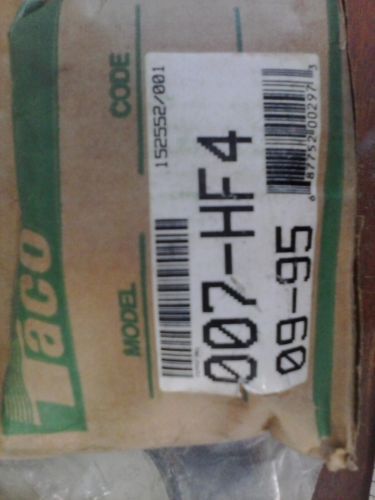 Taco
MODEL
CODE
152552/001
007-HF4
09-95
6 87752 00297 3